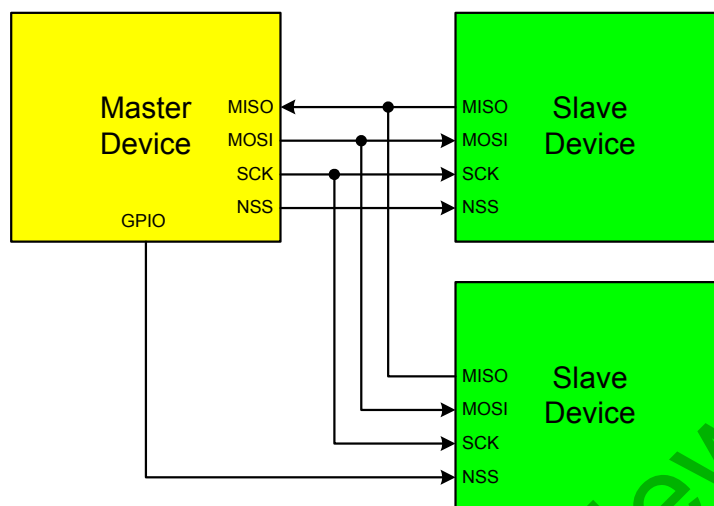 Master
Device
MISO
MOSI
SCK
NSS
GPIO
MISO
MOSI
SCK
NSS
Slave
Device
MISO
MOSI
SCK
NSS
Slave
Device